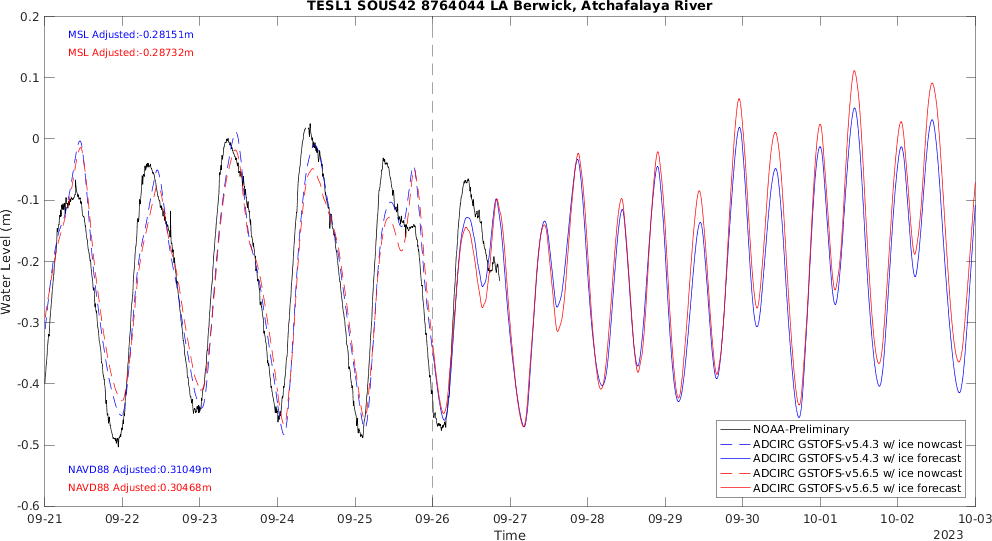 TESL1 SOUS42 8764044 LA Berwick, Atchafalaya River
MSL Adjusted:-0.28151m
MSL Adjusted:-0.28732m
0.2
0.1
0
-0.1
-0.2
-0.3
-0.4
-0.5
-0.6
Water Level (m)
NAVD88 Adjusted:0.31049m
NAVD88 Adjusted:0.30468m
NOAA-Preliminary
ADCIRC GSTOFS-v5.4.3 w/ ice nowcast
ADCIRC GSTOFS-v5.4.3 w/ ice forecast
ADCIRC GSTOFS-v5.6.5 w/ ice nowcast
ADCIRC GSTOFS-v5.6.5 w/ ice forecast
09-21 09-22 09-23 09-24 09-25 09-26 09-27 09-28 09-29 09-30 10-01 10-02 10-03
Time
2023